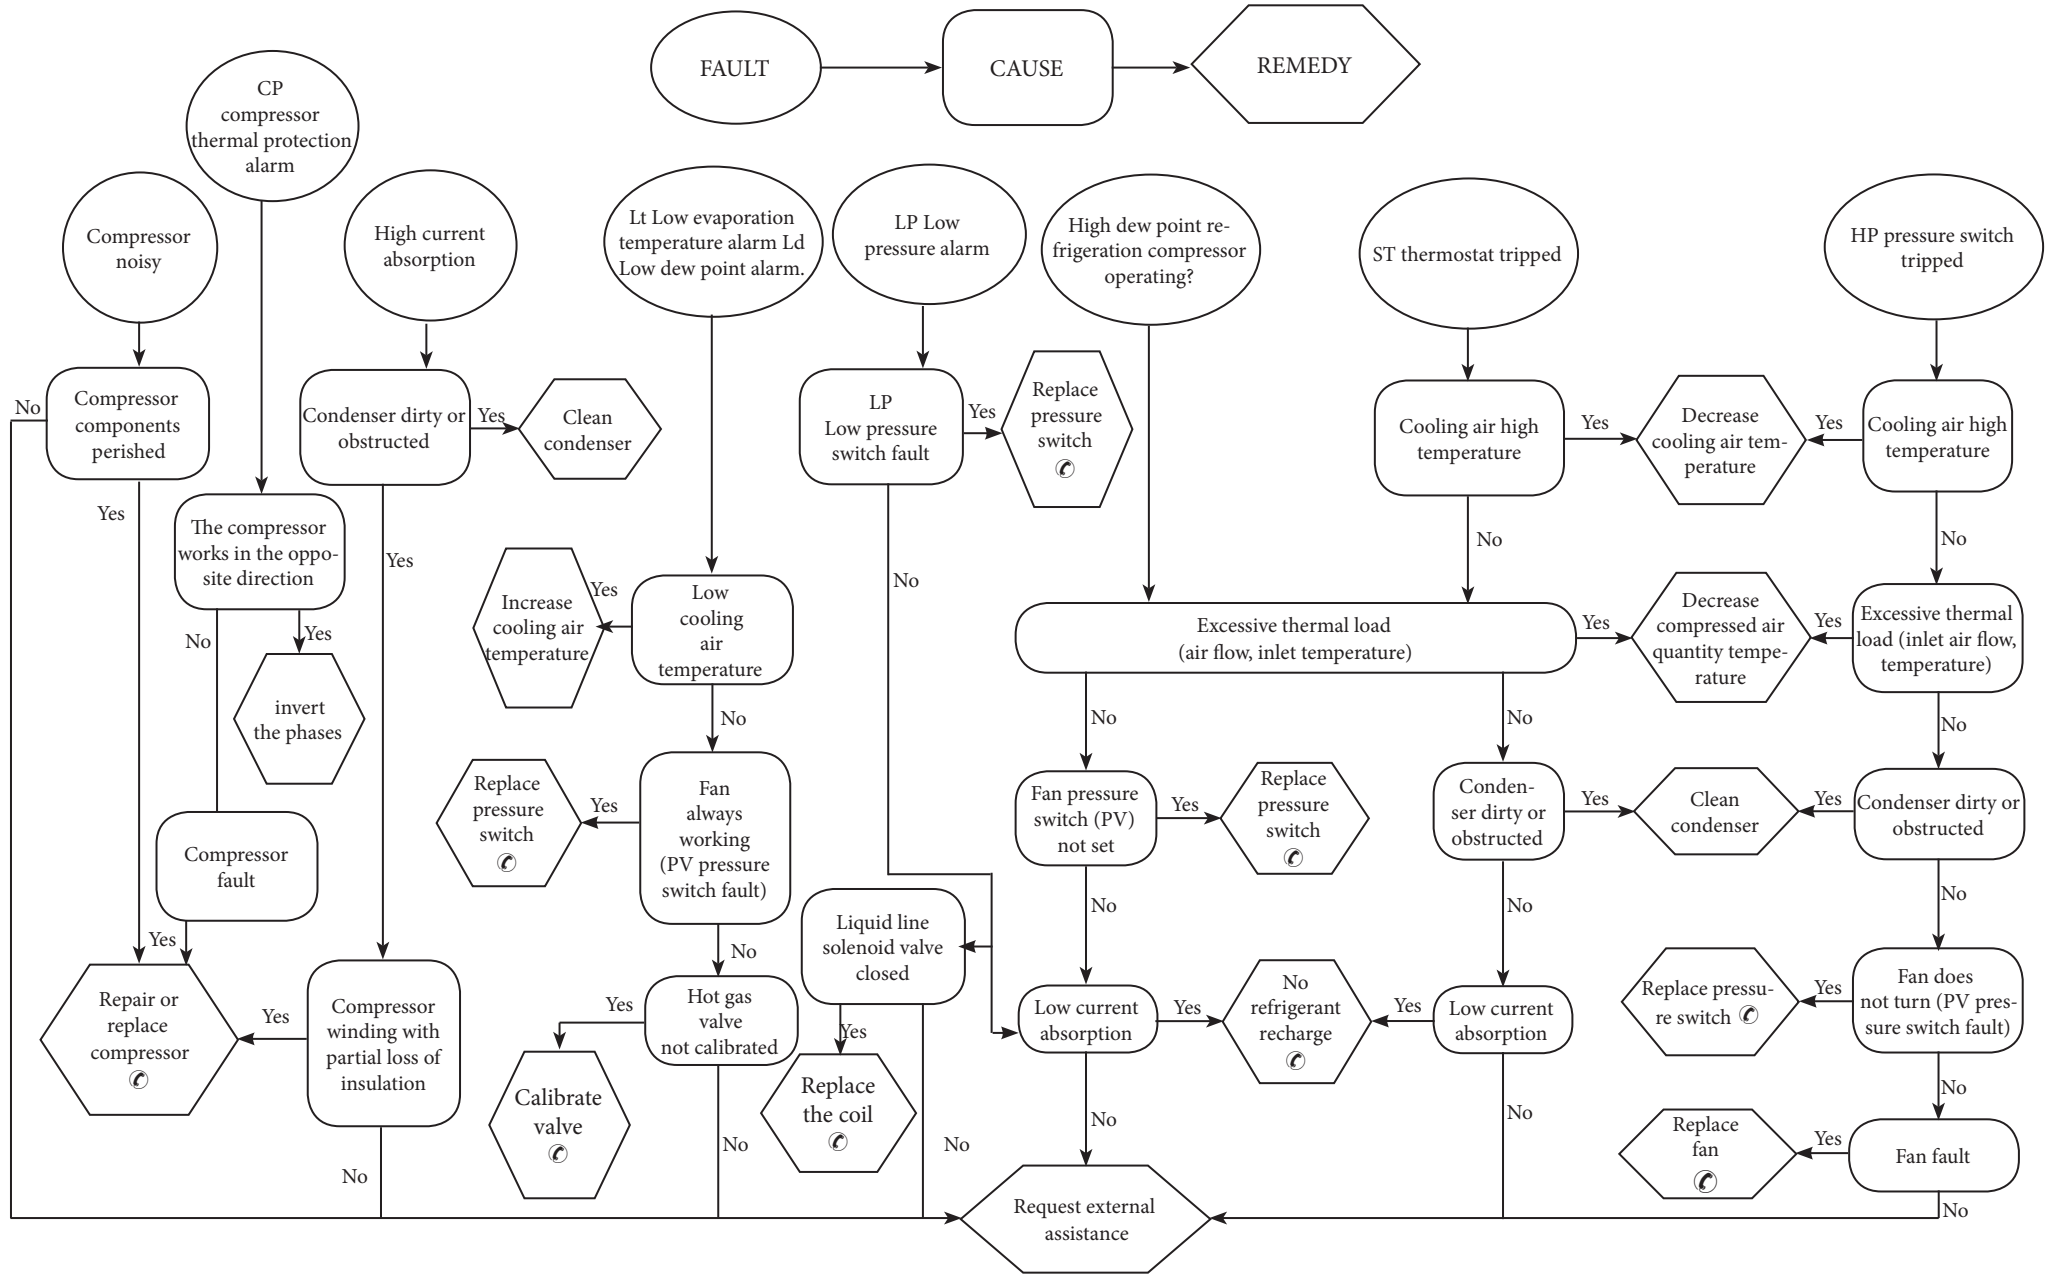 FAULT
CAUSE
REMEDY
CP
compressor
thermal protection
alarm
Compressor
noisy
High current
absorption
Lt Low evaporation
temperature alarm Ld
Low dew point alarm.
LP Low
pressure alarm
High dew point re-
frigeration compressor
operating?
ST thermostat tripped
HP pressure switch
tripped
No
Compressor
components
perished
Yes
Condenser dirty or
obstructed
Yes
Clean
condenser
Yes
LP
Low pressure
switch fault
Yes
Replace
pressure
switch
No
Cooling air high
temperature
Yes
Decrease
cooling air tem-
perature
Yes
Cooling air high
temperature
No
No
The compressor
works in the oppo-
site direction
No
Yes
invert
the phases
Compressor
fault
Yes
Repair or
replace
compressor
Yes
Compressor
winding with
partial loss of
insulation
No
Increase
cooling air
temperature
Yes
Low
cooling
air
temperature
No
Replace
pressure
switch
Yes
Fan
always
working
(PV pressure
switch fault)
No
Yes
Hot gas
valve
not calibrated
Calibrate
valve
No
Liquid line
solenoid valve
closed
Yes
Replace
the coil
No
Excessive thermal load
(air flow, inlet temperature)
Yes
Decrease
compressed air
quantity tempe-
rature
Yes
Excessive thermal
load (inlet air flow,
temperature)
No
No
No
Fan pressure
switch (PV)
not set
Yes
Replace
pressure
switch
Conden-
ser dirty or
obstructed
Yes
Clean
condenser
Yes
Condenser dirty or
obstructed
No
No
No
Low current
absorption
Yes
No
refrigerant
recharge
Yes
Low current
absorption
Replace pressu-
re switch
Yes
Fan does
not turn (PV pres-
sure switch fault)
No
No
No
Replace
fan
Yes
Fan fault
No
Request external
assistance